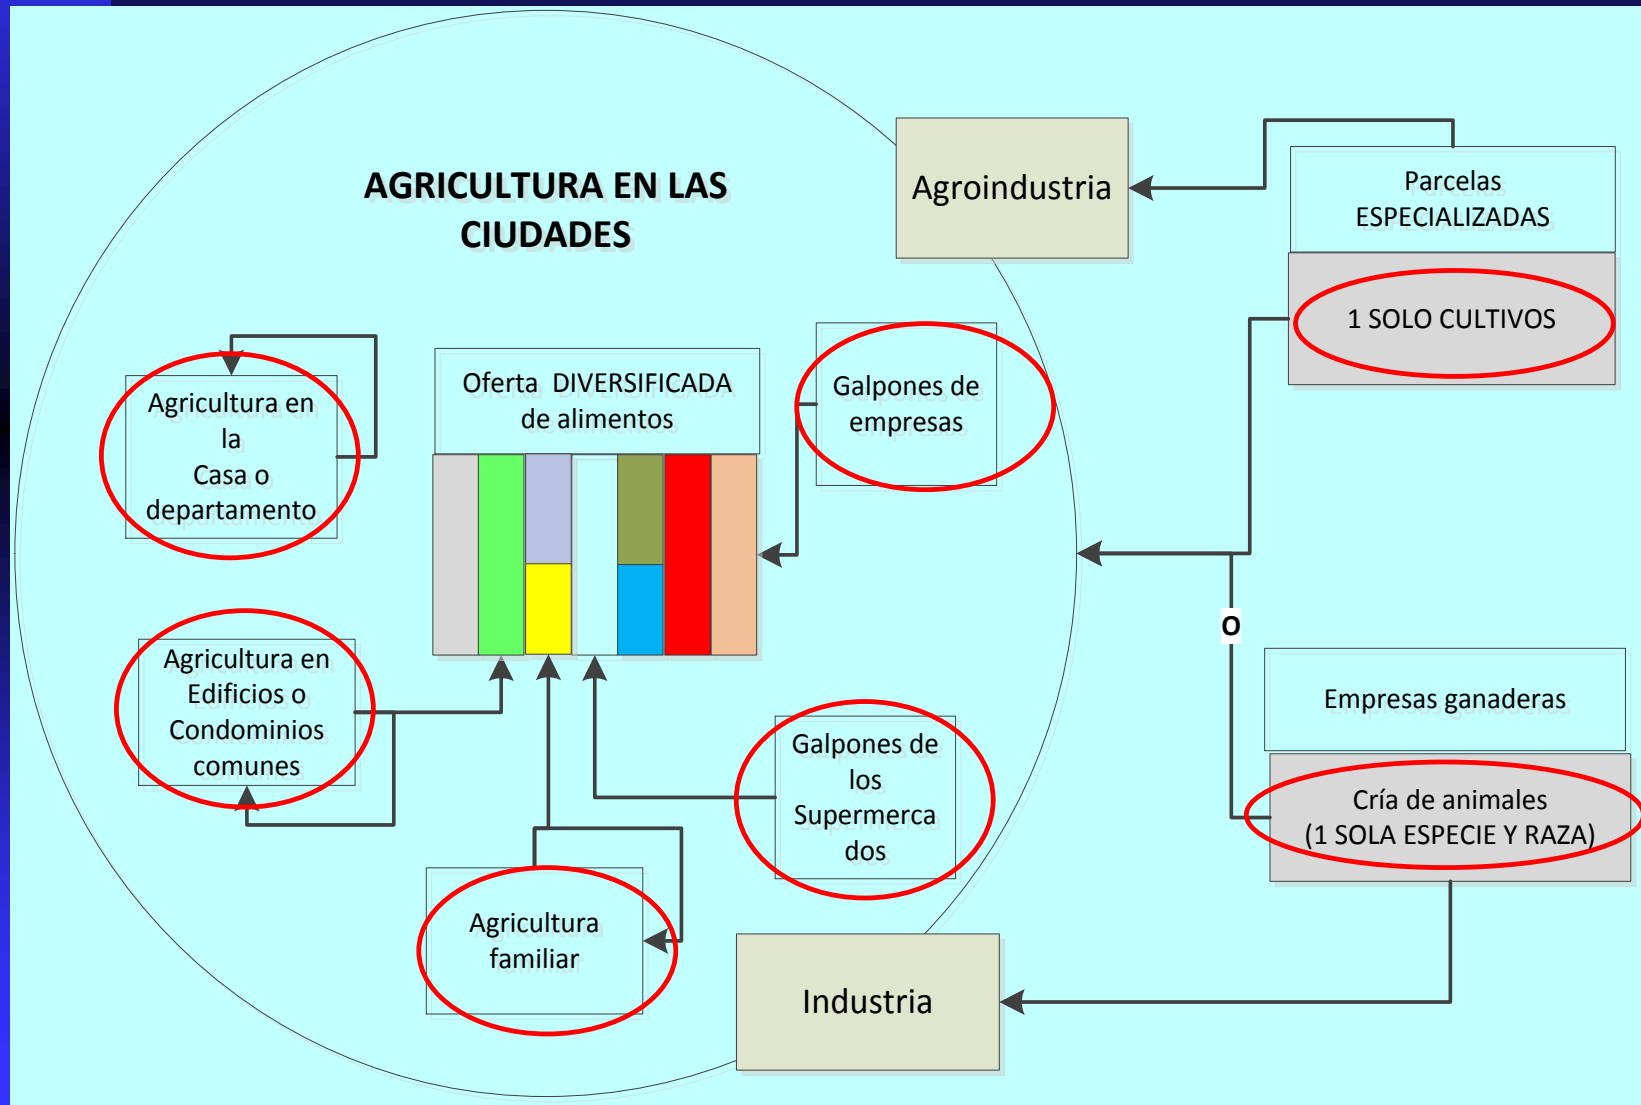 AGRICULTURA EN LAS
CIUDADES
Agroindustria
Parcelas
ESPECIALIZADAS
1 SOLO CULTIVOS
Agricultura en
la
Casa o
departamento
Oferta DIVERSIFICADA
de alimentos
Galpones de
empresas
O
Agricultura en
Edificios o
Condominios
comunes
Galpones de
los
Supermerca
dos
Empresas ganaderas
Cría de animales
(1 SOLA ESPECIE Y RAZA)
Agricultura
familiar
Industria